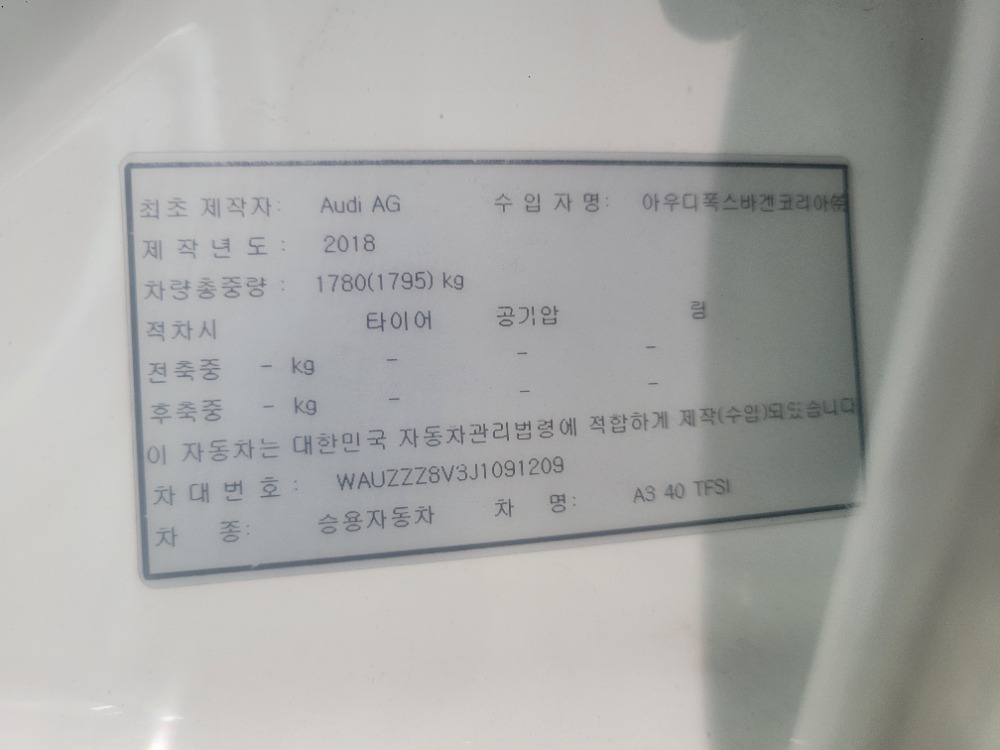 최초 제작자: Audi AG 수 입 자 명: 아우디폭스바겐코리아㈜
제 작 년 도 : 2018
차량총중량 : 1780(1795) kg
적차시 타이어 공기압 림
전축중 - kg - - -
후축중 - kg - - -
이 자동차는 대한민국 자동차관리법령에 적합하게 제작(수입)되었습니다
차 대 번 호 : WAUZZZ8V3J1091209
차 종: 승용자동차 차 명: A3 40 TFSI